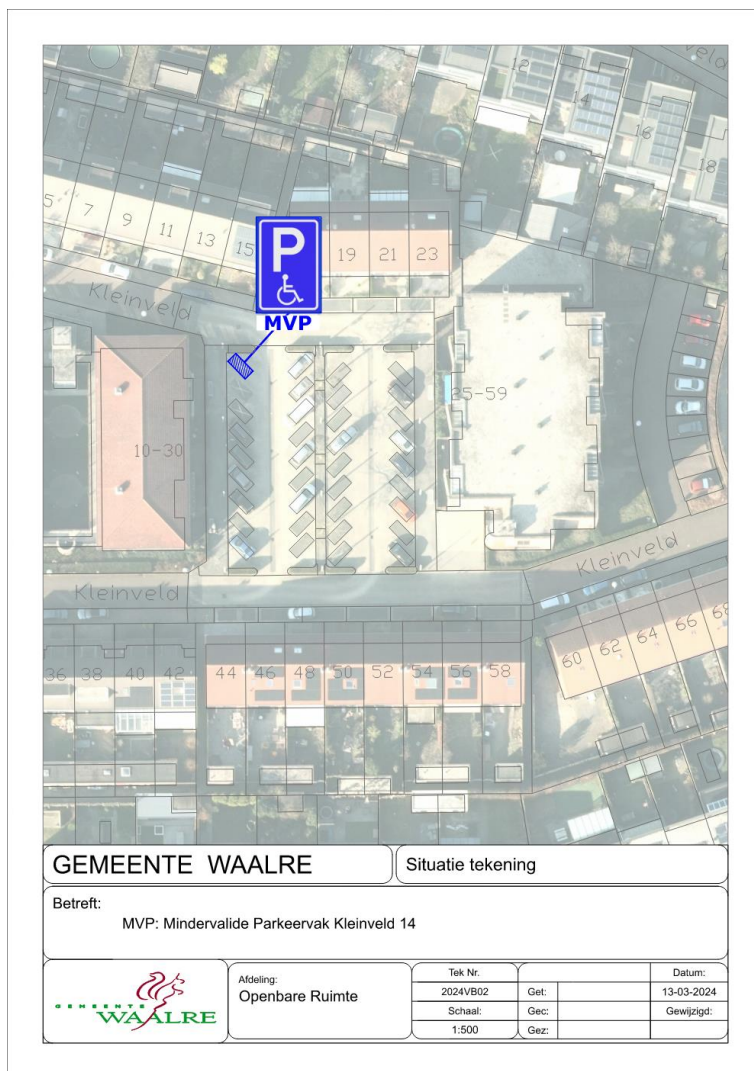 velo
12
14
16
18
5
7
9
11
13
15
P
19
21
23
Kleinveld
MVP
25-59
10-30
Kleinveld
Kleinveld
36
38
40
42
44
46
48
50
52
54
56
58
60
62
64
66
68
GEMEENTE WAALRE
Situatie tekening
Betreft:
MVP: Mindervalide Parkeervak Kleinveld 14
GEMEENTE
WAALRE
Afdeling:
Openbare Ruimte
Tek Nr.
Datum:
2024VB02
Get:
13-03-2024
Schaal:
Gec:
Gewijzigd:
1:500
Gez: